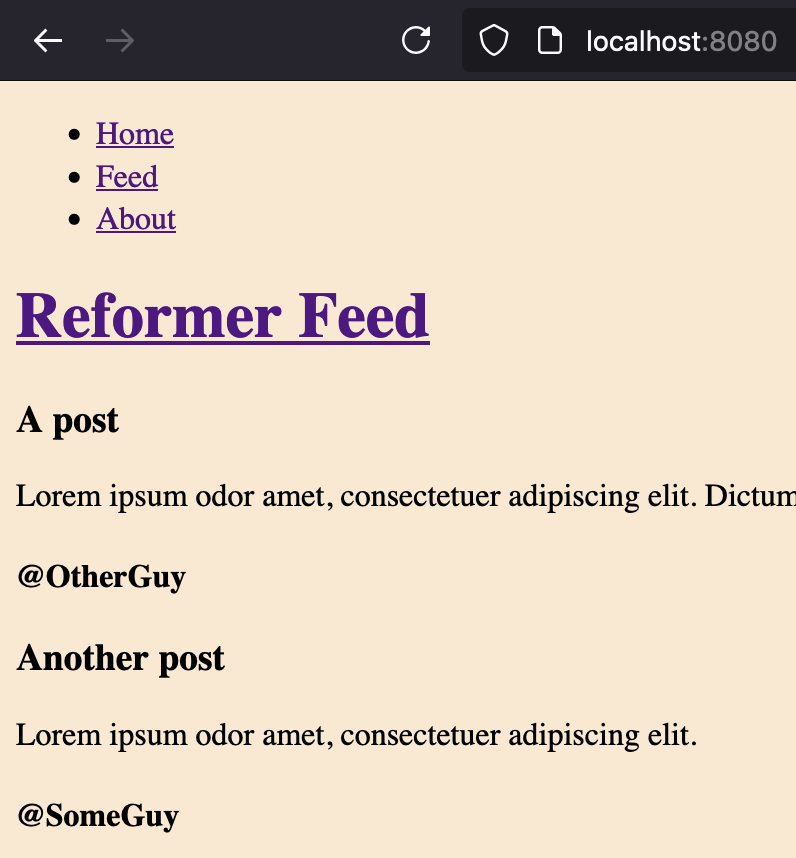 localhost:8080
Home
Feed
About
Reformer Feed
A post
Lorem ipsum odor amet, consectetuer adipiscing elit. Dictum
@OtherGuy
Another post
Lorem ipsum odor amet, consectetuer adipiscing elit.
@SomeGuy